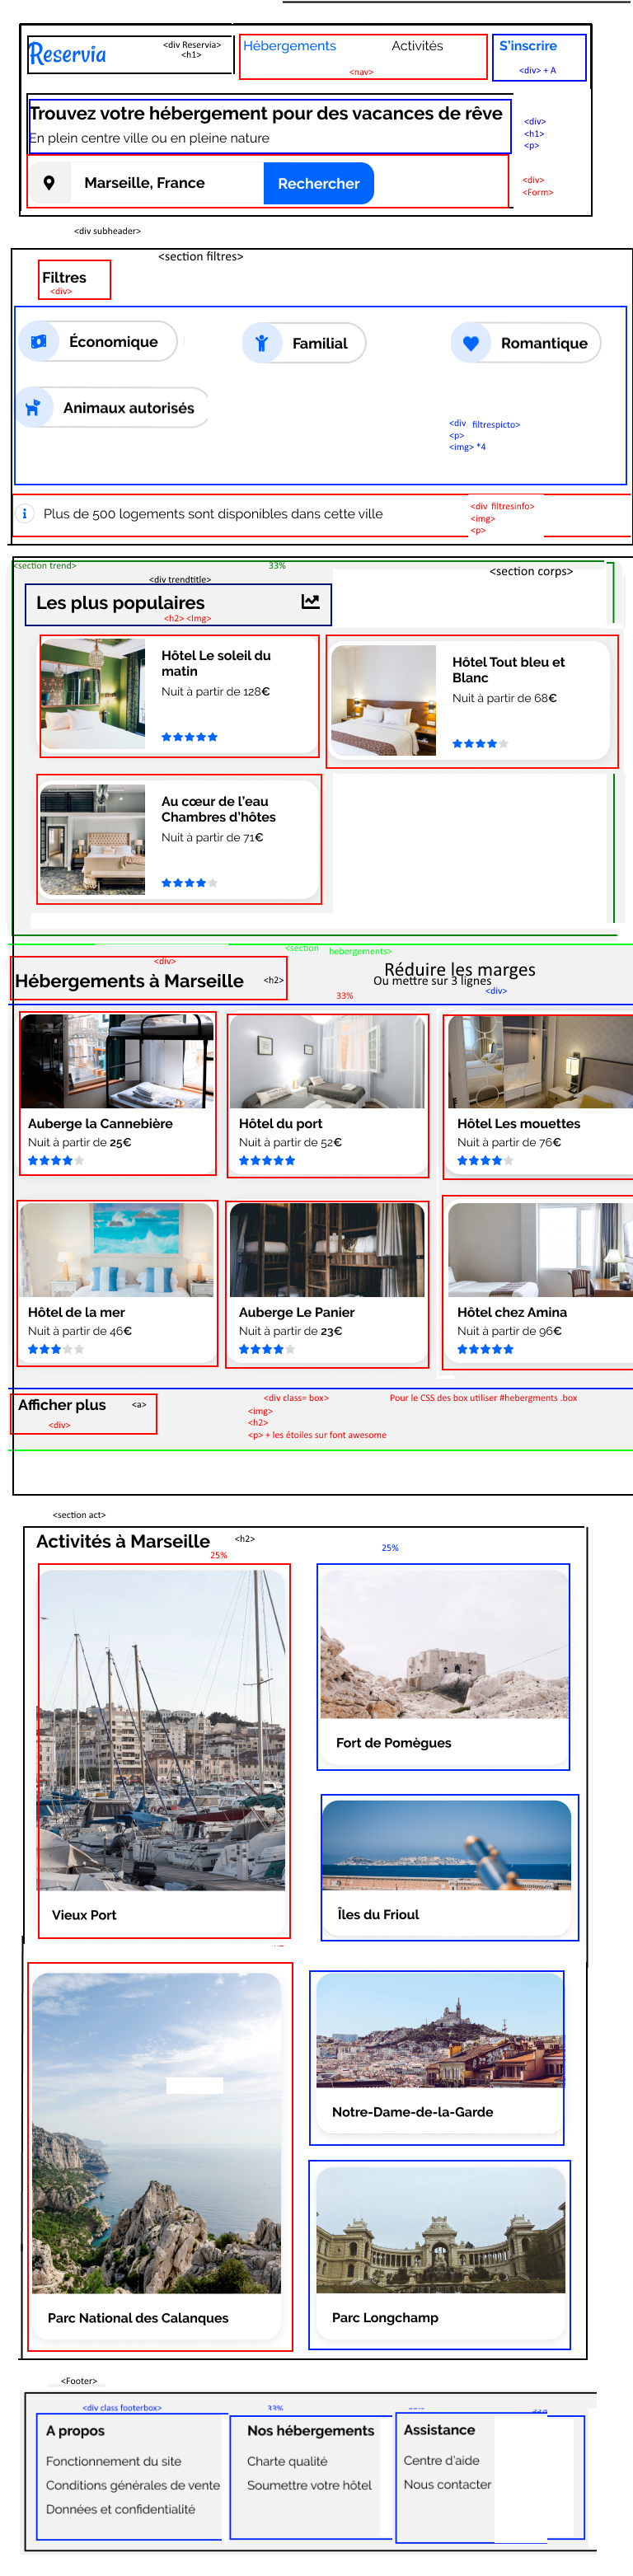 Reservia
<div Reservia>
<h1>
Hébergements
Activités
<nav>
S'inscrire
<div> + A
Trouvez votre hébergement pour des vacances de rêve
En plein centre ville ou en pleine nature
<div>
<h1>
<p>
Marseille, France
Rechercher
<div>
<Form>
<div subheader>
<section filtres>
Filtres
<div>
Économique
Familial
Romantique
Animaux autorisés
<div filtrespicto>
<p>
<img> *4
Plus de 500 logements sont disponibles dans cette ville
<div filtresinfo>
<img>
<p>
<section trend>
33%
<section corps>
<div trendtitle>
Les plus populaires
<h2> <Img>
Hôtel Le soleil du
matin
Nuit à partir de 128€
Hôtel Tout bleu et
Blanc
Nuit à partir de 68€
Au cœur de l'eau
Chambres d'hôtes
Nuit à partir de 71€
<section hebergements>
<div>
Hébergements à Marseille
<h2>
Réduire les marges
Ou mettre sur 3 lignes
33%
<div>
Auberge la Cannebière
Nuit à partir de 25€
Hôtel du port
Nuit à partir de 52€
Hôtel Les mouettes
Nuit à partir de 76€
Hôtel de la mer
Nuit à partir de 46€
Auberge Le Panier
Nuit à partir de 23€
Hôtel chez Amina
Nuit à partir de 96€
Afficher plus
<a>
<div>
<div class= box>
<img>
<h2>
<p> + les étoiles sur font awesome
Pour le CSS des box utiliser #hebergments .box
<section act>
Activités à Marseille
<h2>
25%
25%
Vieux Port
Fort de Pomègues
Îles du Frioul
Parc National des Calanques
Notre-Dame-de-la-Garde
Parc Longchamp
<Footer>
<div class footerbox>
33%
A propos
Fonctionnement du site
Conditions générales de vente
Données et confidentialité
Nos hébergements
Charte qualité
Soumettre votre hôtel
Assistance
Centre d'aide
Nous contacter